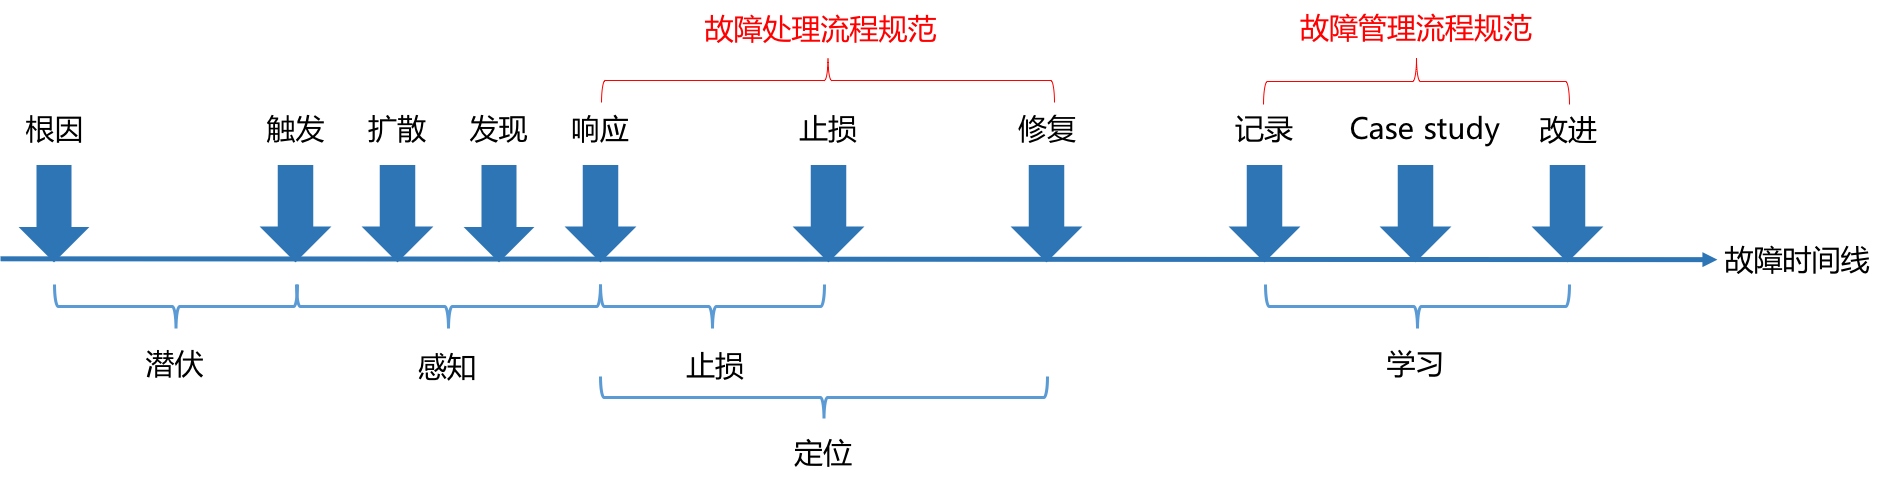 故障处理流程规范
故障管理流程规范
根因
触发
扩散
发现
响应
止损
修复
记录
Case study
改进
故障时间线
潜伏
感知
止损
学习
定位